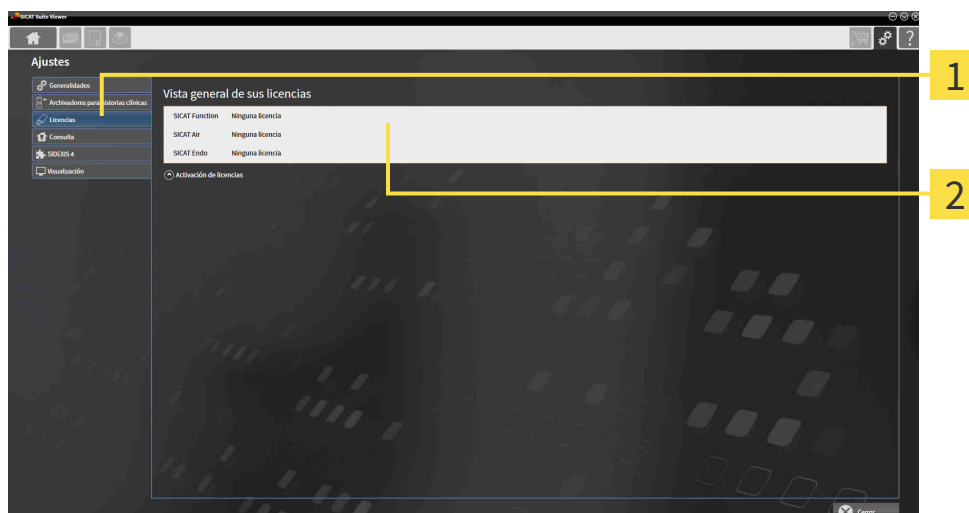 SICAT Suite Viewer
?
Ajustes
Generalidades
Archivadores para historias clínicas
Licencias
Consulta
SIDEXIS 4
Visualización
Vista general de sus licencias
SICAT Function Ninguna licencia
SICAT Air Ninguna licencia
SICAT Endo Ninguna licencia
Activación de licencias
Cerrar
1
2